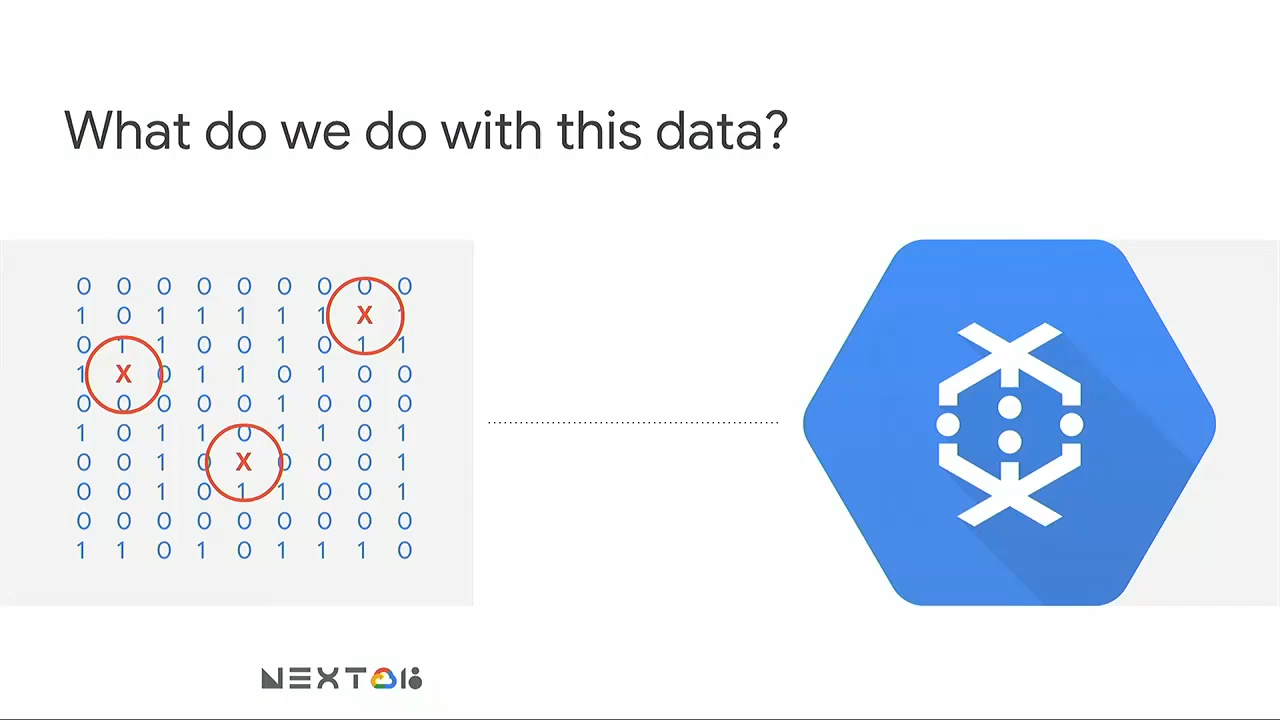 What do we do with this data?
0 0 0 0 0 0 0 0 0
1 0 1 1 1 1 1 X 1
0 1 1 0 0 1 0 1 1
1 X 0 1 1 0 1 0 0
0 0 0 0 0 1 0 0 0
1 0 1 1 0 1 1 0 1
0 0 1 0 X 0 0 0 1
0 0 1 0 1 1 0 0 1
0 0 0 0 0 0 0 0 0
1 1 0 1 0 1 1 1 0
NEXT 18